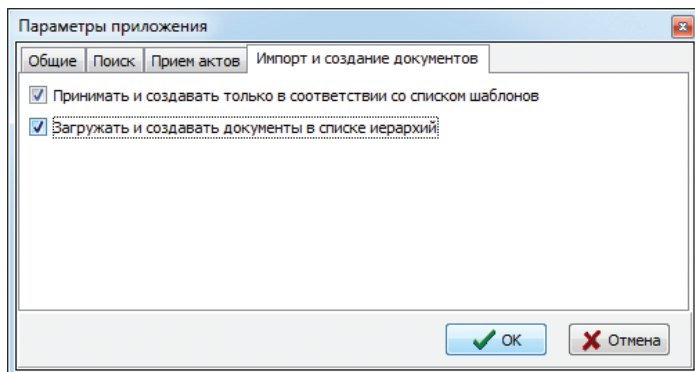 Параметры приложения
Общие Поиск Прием актов Импорт и создание документов
Принимать и создавать только в соответствии со списком шаблонов
Загружать и создавать документы в списке иерархий
OK Отмена